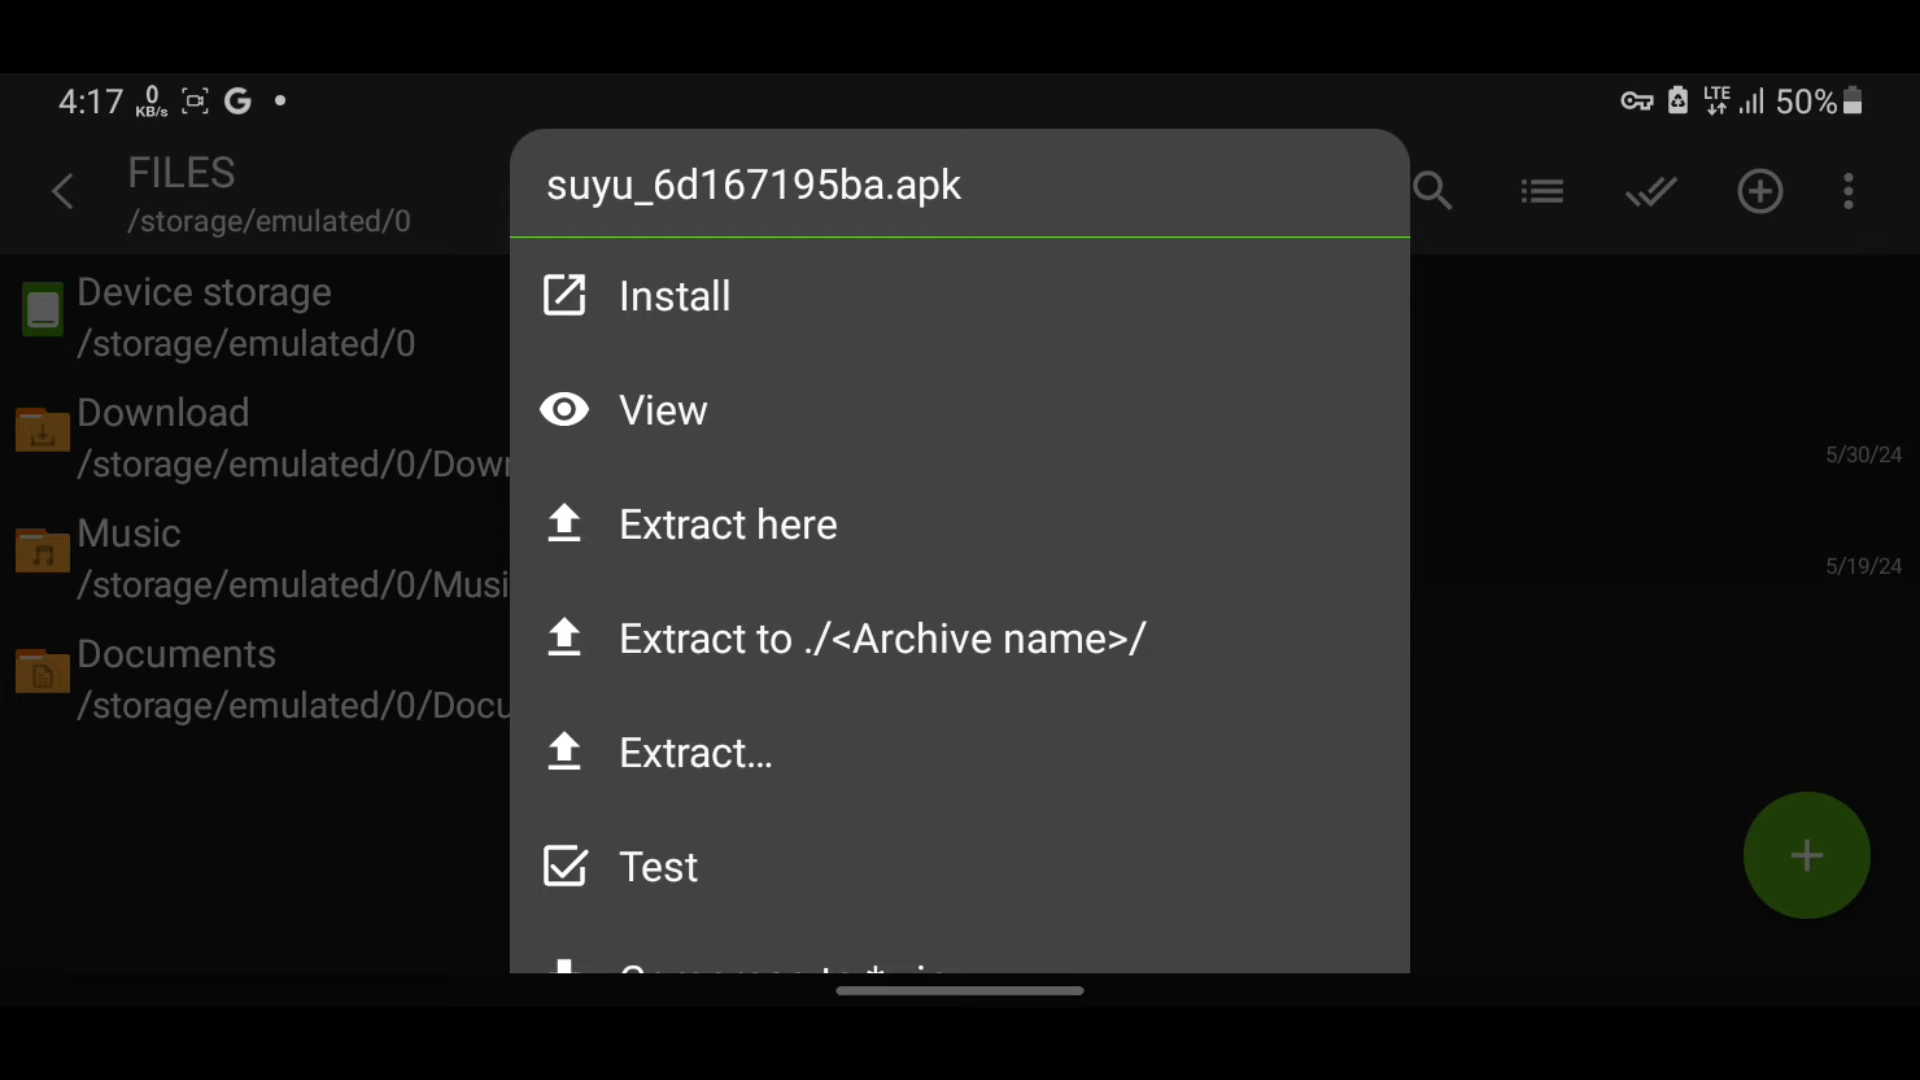 4:17 0 KB/s G LTE 50%
FILES
/storage/emulated/0
Device storage
/storage/emulated/0
Download
/storage/emulated/0/Down
Music
/storage/emulated/0/Musi
Documents
/storage/emulated/0/Docu
suyu_6d167195ba.apk
Install
View
Extract here
Extract to ./<Archive name>/
Extract...
Test
5/30/24
5/19/24